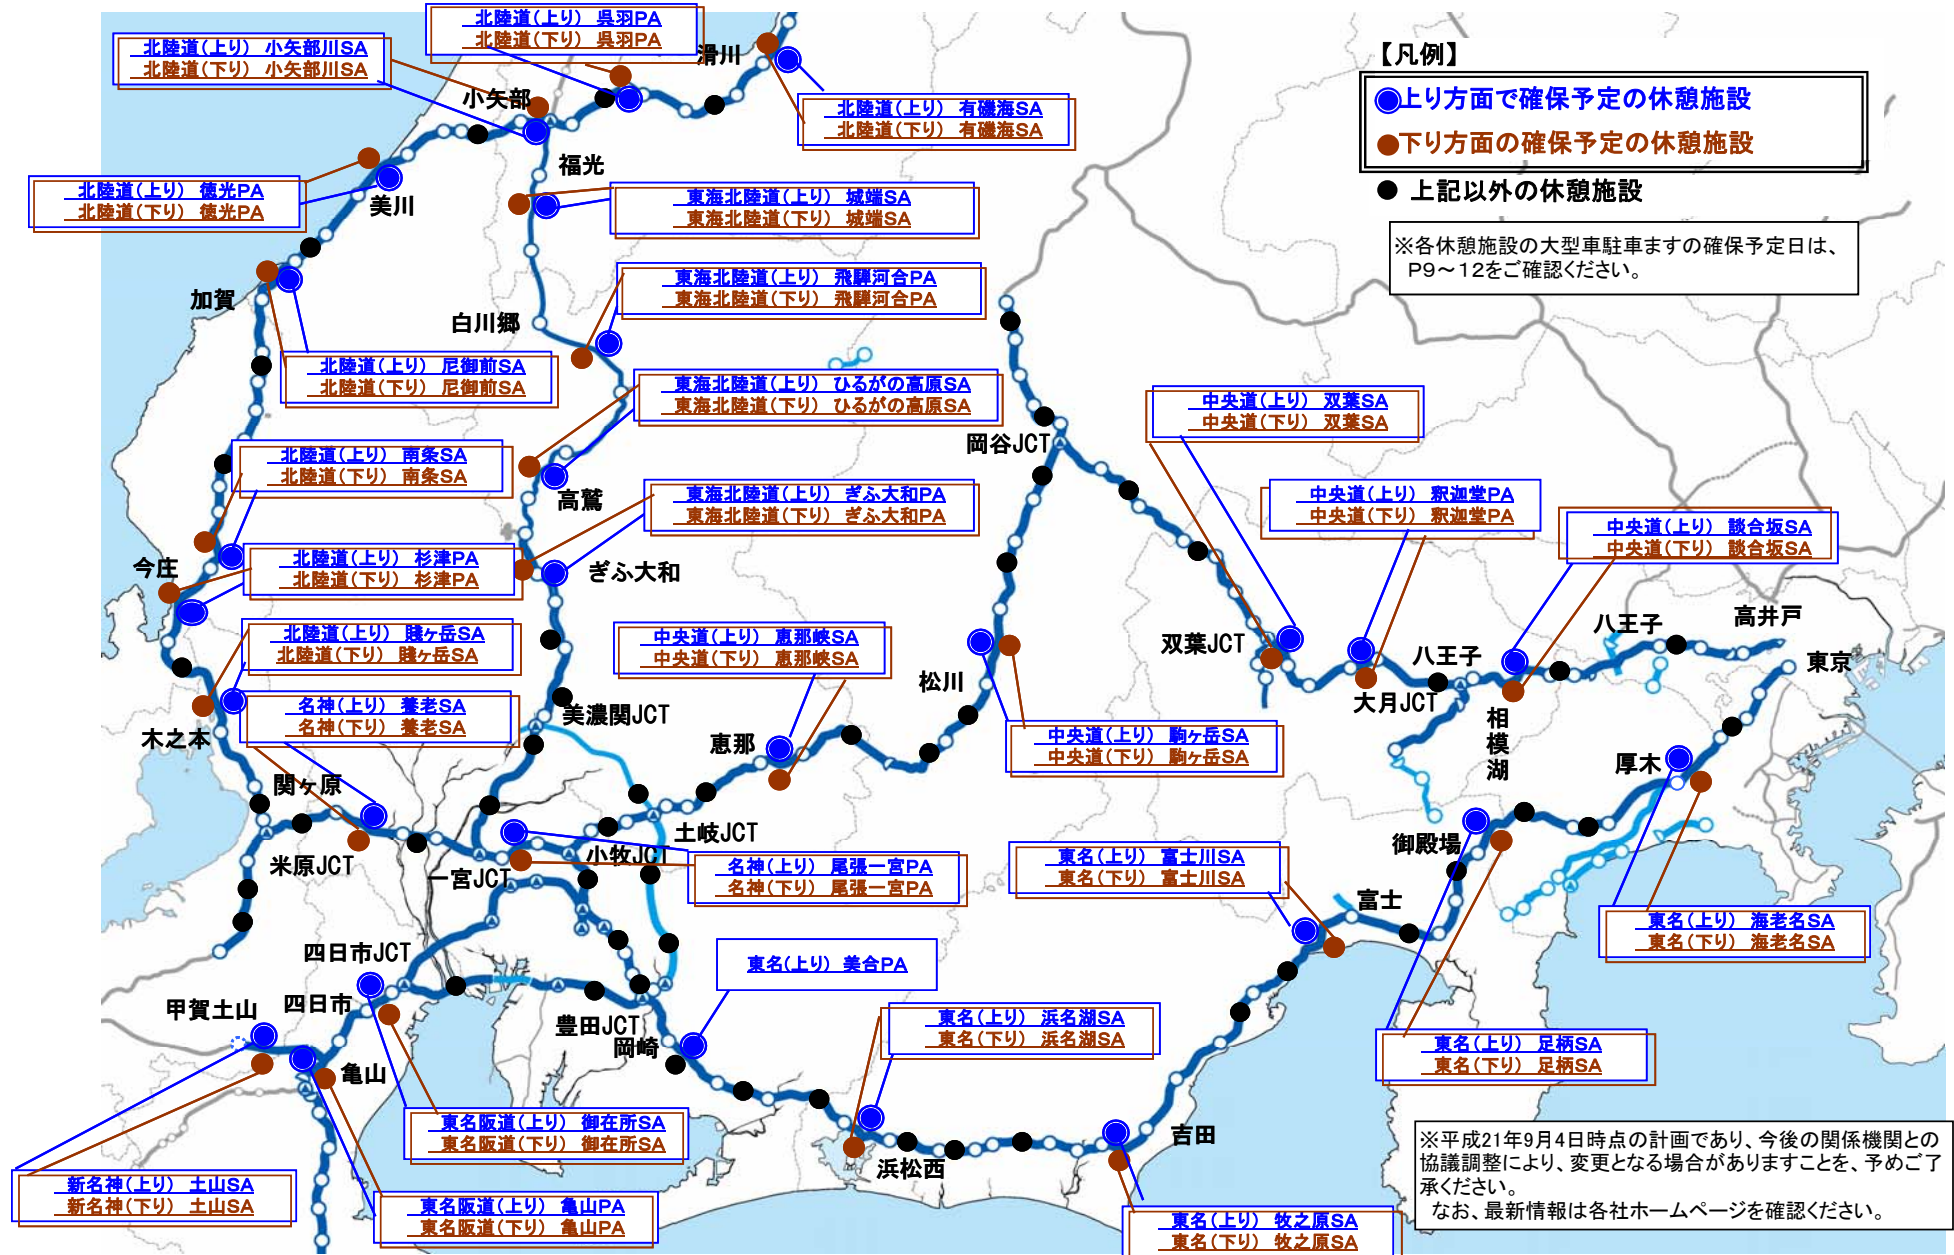 北陸道(上り) 呉羽PA
北陸道(下り) 呉羽PA
北陸道(上り) 小矢部川SA
北陸道(下り) 小矢部川SA
滑川
小矢部
北陸道(上り) 有磯海SA
北陸道(下り) 有磯海SA
【凡例】
上り方面で確保予定の休憩施設
下り方面の確保予定の休憩施設
上記以外の休憩施設
※各休憩施設の大型車駐車ますの確保予定日は、
P9～12をご確認ください。
福光
北陸道(上り) 徳光PA
北陸道(下り) 徳光PA
美川
東海北陸道(上り) 城端SA
東海北陸道(下り) 城端SA
東海北陸道(上り) 飛騨河合PA
東海北陸道(下り) 飛騨河合PA
加賀
白川郷
北陸道(上り) 尼御前SA
北陸道(下り) 尼御前SA
東海北陸道(上り) ひるがの高原SA
東海北陸道(下り) ひるがの高原SA
中央道(上り) 双葉SA
中央道(下り) 双葉SA
岡谷JCT
北陸道(上り) 南条SA
北陸道(下り) 南条SA
高鷲
東海北陸道(上り) ぎふ大和PA
東海北陸道(下り) ぎふ大和PA
中央道(上り) 釈迦堂PA
中央道(下り) 釈迦堂PA
中央道(上り) 談合坂SA
中央道(下り) 談合坂SA
今庄
北陸道(上り) 杉津PA
北陸道(下り) 杉津PA
ぎふ大和
北陸道(上り) 賤ヶ岳SA
北陸道(下り) 賤ヶ岳SA
中央道(上り) 恵那峡SA
中央道(下り) 恵那峡SA
双葉JCT
八王子
八王子
高井戸
東京
松川
大月JCT
相模湖
名神(上り) 養老SA
名神(下り) 養老SA
木之本
美濃関JCT
恵那
中央道(上り) 駒ヶ岳SA
中央道(下り) 駒ヶ岳SA
厚木
関ヶ原
土岐JCT
小牧JCT
米原JCT
一宮JCT
名神(上り) 尾張一宮PA
名神(下り) 尾張一宮PA
御殿場
東名(上り) 富士川SA
東名(下り) 富士川SA
富士
東名(上り) 海老名SA
東名(下り) 海老名SA
四日市JCT
東名(上り) 美合PA
甲賀土山
四日市
豊田JCT
岡崎
東名(上り) 浜名湖SA
東名(下り) 浜名湖SA
東名(上り) 足柄SA
東名(下り) 足柄SA
亀山
東名阪道(上り) 御在所SA
東名阪道(下り) 御在所SA
浜松西
吉田
新名神(上り) 土山SA
新名神(下り) 土山SA
東名阪道(上り) 亀山PA
東名阪道(下り) 亀山PA
東名(上り) 牧之原SA
東名(下り) 牧之原SA
※平成21年9月4日時点の計画であり、今後の関係機関との
協議調整により、変更となる場合がありますことを、予めご了
承ください。
なお、最新情報は各社ホームページを確認ください。